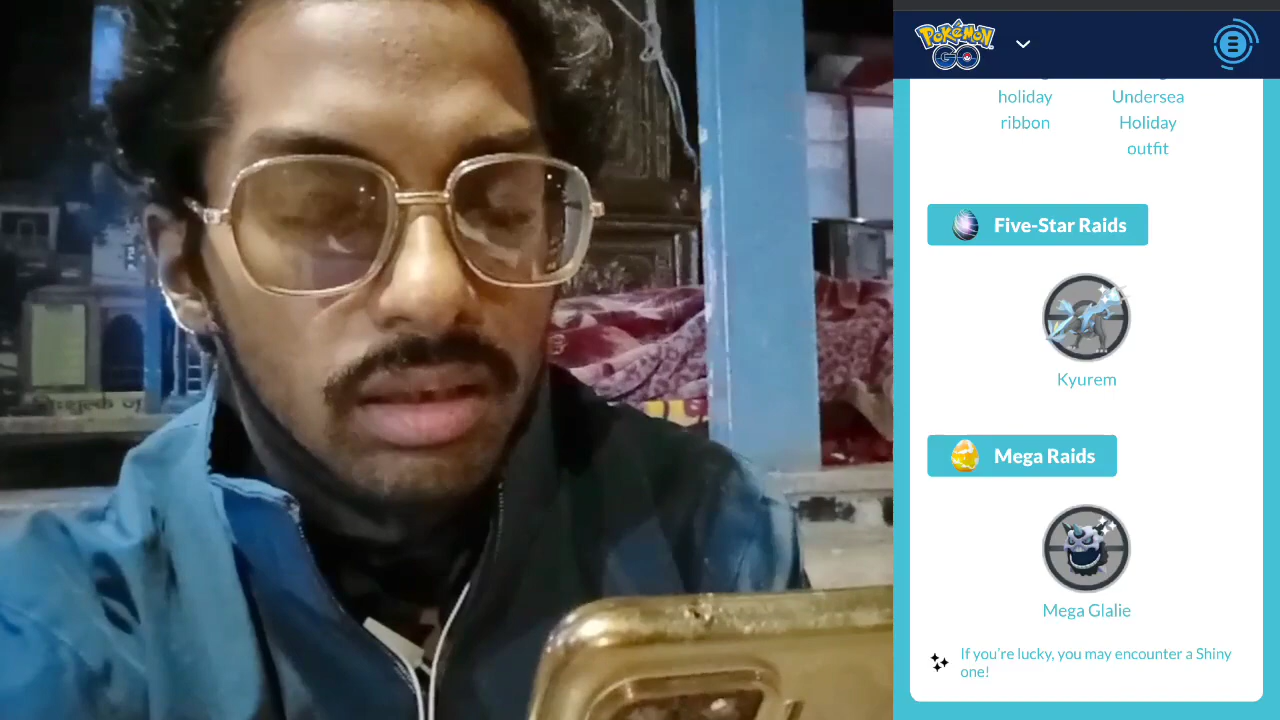 POKÉMON
GO
holiday
ribbon
Undersea
Holiday
outfit
Five-Star Raids
Kyurem
Mega Raids
Mega Glalie
If you're lucky, you may encounter a Shiny
one!